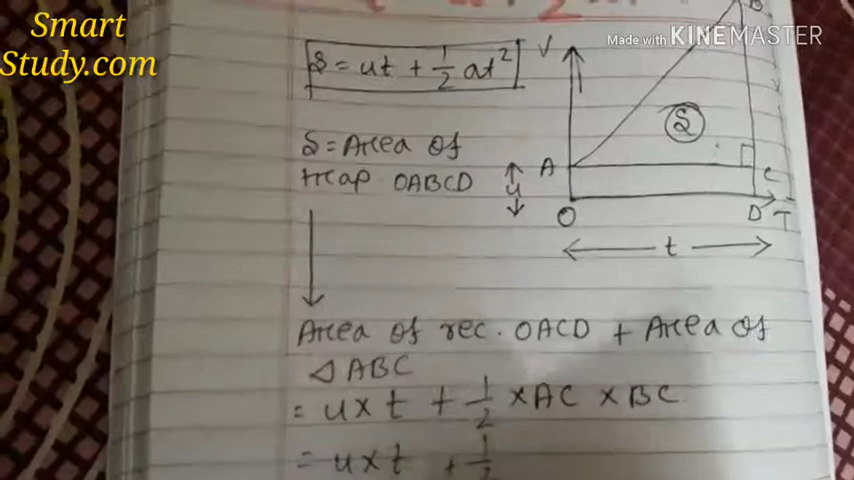 Smart
Study.com
Made with KINEMASTER
S = ut + 1/2 at²
V
B
S
S = Area of
trap. OABCD
A
u
C
O
D
T
t
Area of rec. OACD + Area of
△ABC
= u×t + 1/2 × AC × BC
= u×t + 1/2